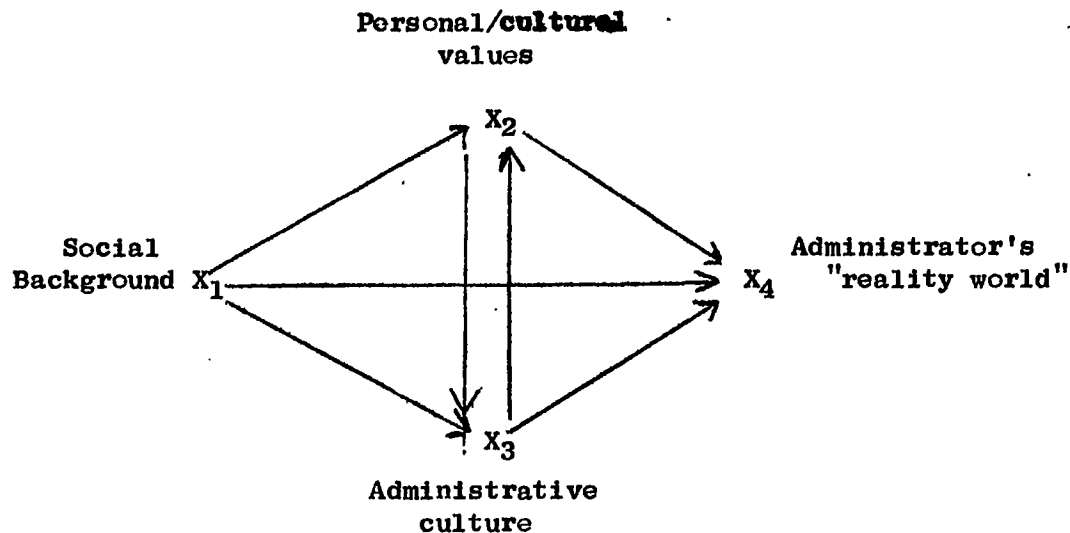 Personal/cultural
values
X2
Social
Background X1
X4
Administrator's
"reality world"
X3
Administrative
culture